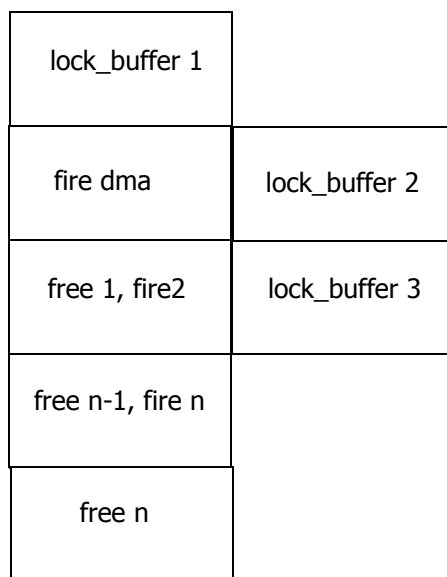 lock_buffer 1
fire dma
lock_buffer 2
free 1, fire2
lock_buffer 3
free n-1, fire n
free n